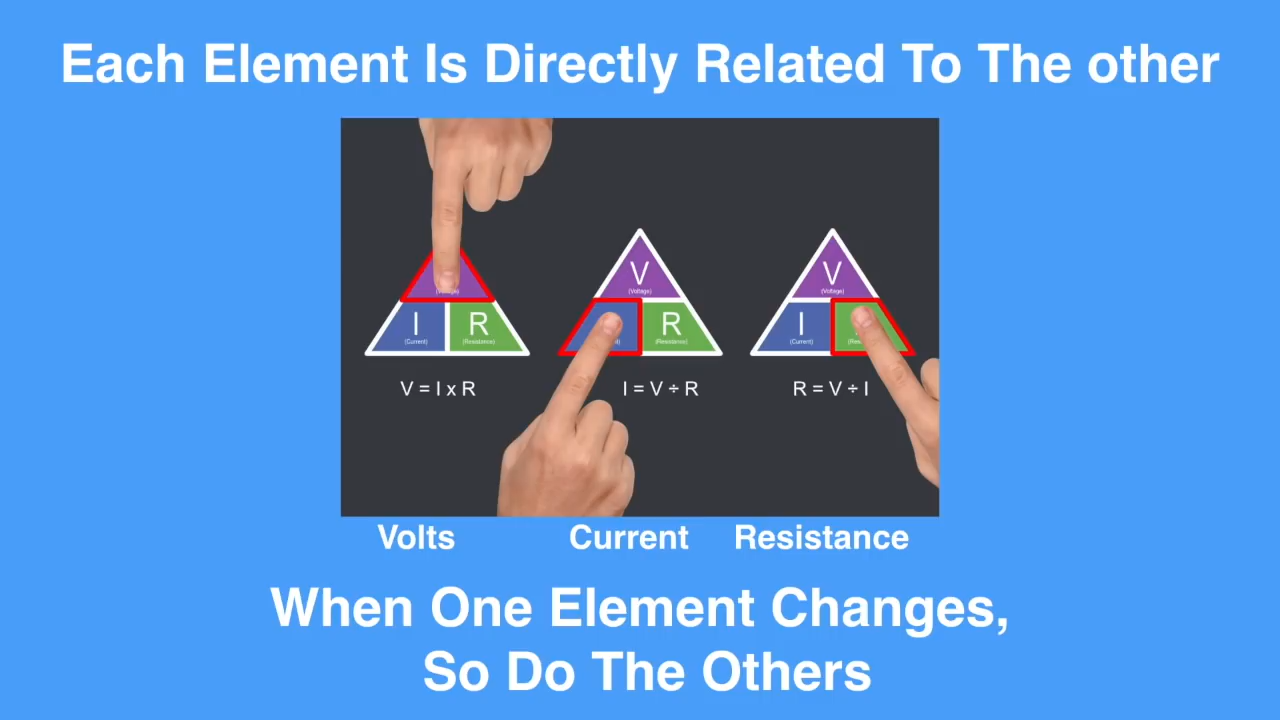 Each Element Is Directly Related To The other
V
(Voltage)
V
(Voltage)
I
(Current)
R
(Resistance)
R
(Resistance)
I
(Current)
V = I x R
I = V ÷ R
R = V ÷ I
Volts
Current
Resistance
When One Element Changes,
So Do The Others